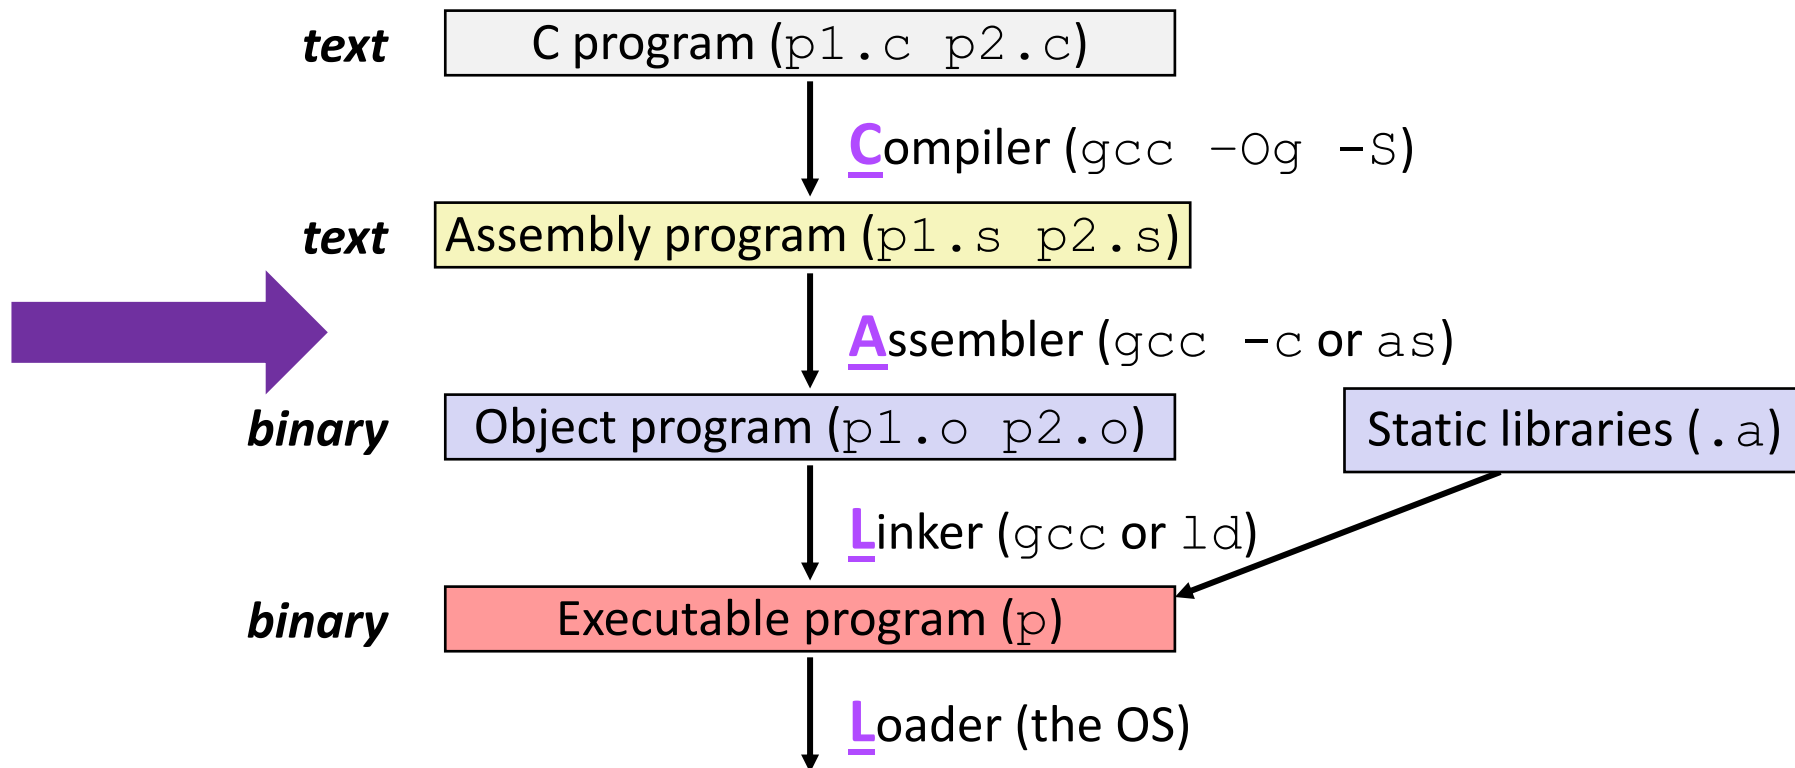 text
C program (p1.c p2.c)
Compiler (gcc –Og -S)
text
Assembly program (p1.s p2.s)
Assembler (gcc -c or as)
binary
Object program (p1.o p2.o)
Static libraries (.a)
Linker (gcc or ld)
binary
Executable program (p)
Loader (the OS)